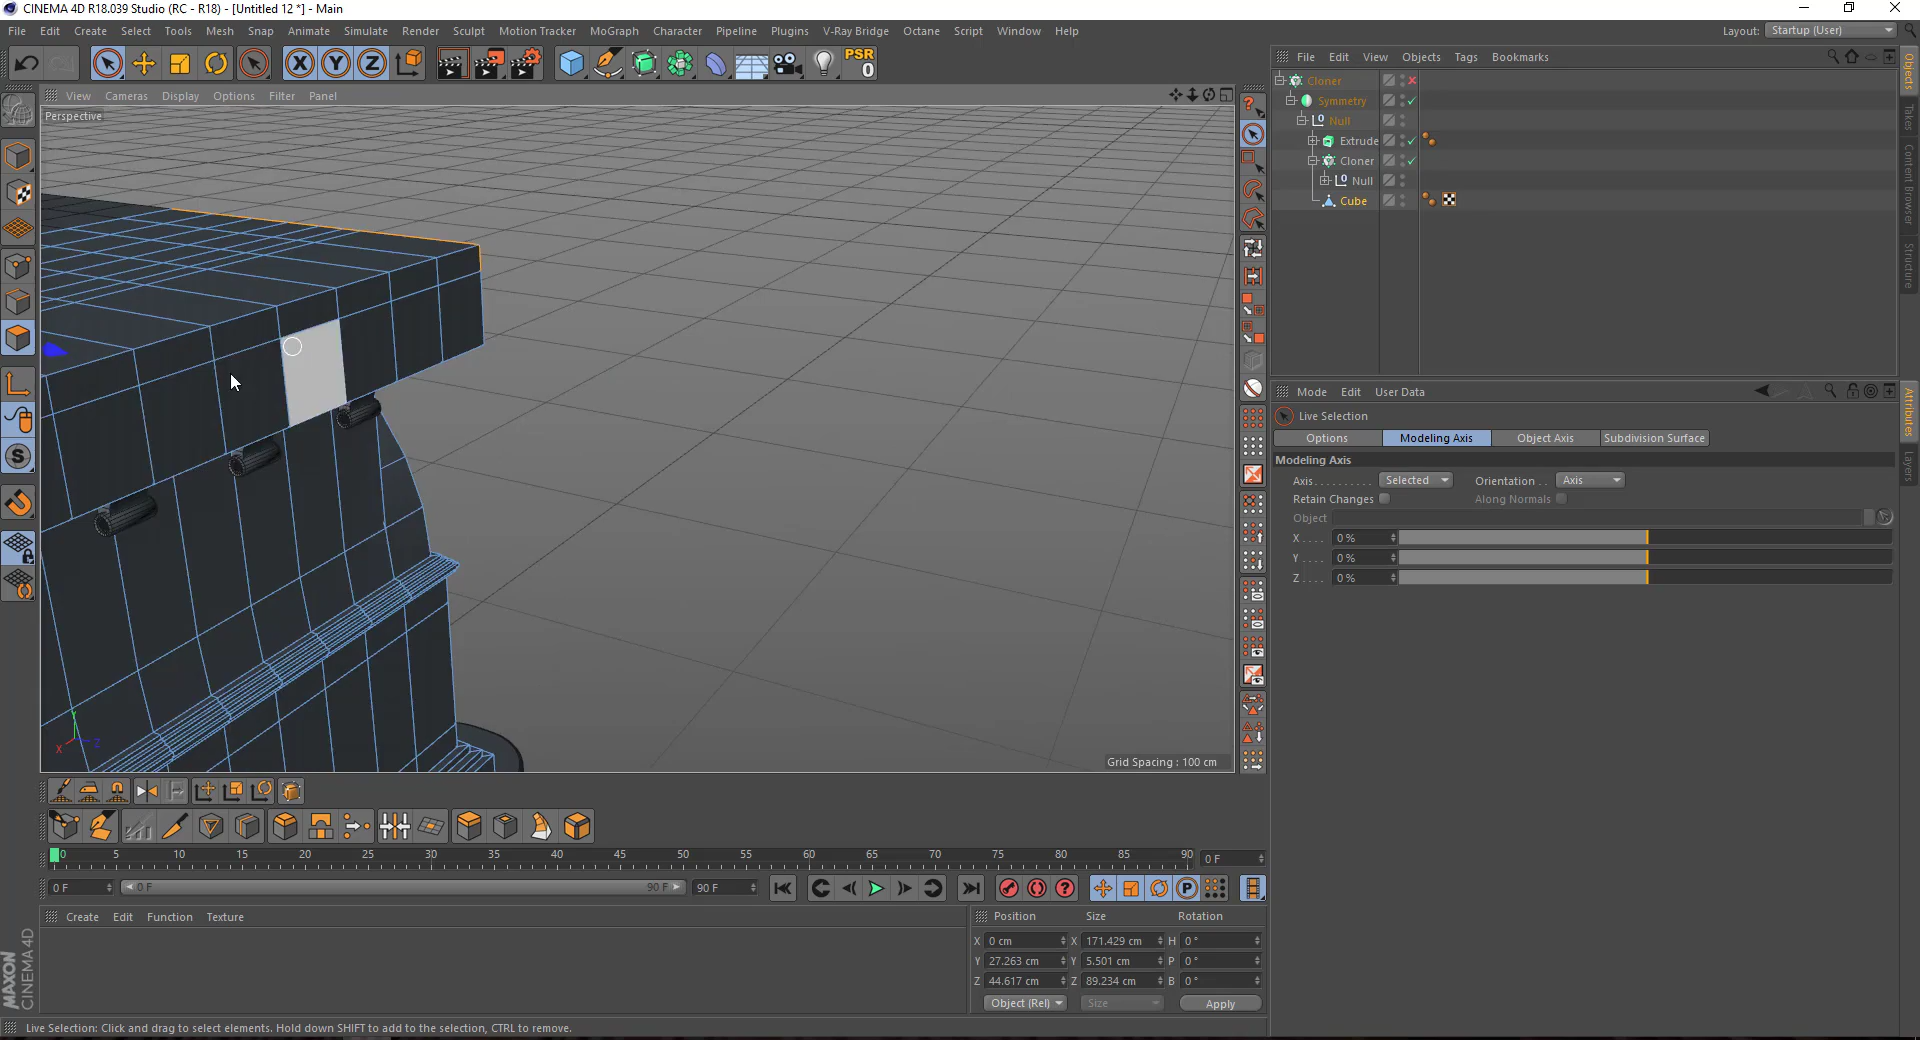 CINEMA 4D R18.039 Studio (RC - R18) - [Untitled 12 *] - Main
File Edit Create Select Tools Mesh Snap Animate Simulate Render Sculpt Motion Tracker MoGraph Character Pipeline Plugins V-Ray Bridge Octane Script Window Help
Layout: Startup (User)
X Y Z PSR
0
File Edit View Objects Tags Bookmarks
View Cameras Display Options Filter Panel
Perspective
Cloner
Symmetry
Null
Extrude
Cloner
Null
Cube
Objects
Takes
Content Browser
Structure
Mode Edit User Data
Live Selection
Options Modeling Axis Object Axis Subdivision Surface
Modeling Axis
Axis. . . . . . . . . . Selected Orientation . . Axis
Retain Changes Along Normals
Object
X . . . . 0 %
Y . . . . 0 %
Z . . . . 0 %
Attributes
Layers
Y
X
Z
Grid Spacing : 100 cm
0 5 10 15 20 25 30 35 40 45 50 55 60 65 70 75 80 85 90 0 F
0 F 0 F 90 F 90 F P
Create Edit Function Texture
Position Size Rotation
X 0 cm X 171.429 cm H 0 °
Y 27.263 cm Y 5.501 cm P 0 °
Z 44.617 cm Z 89.234 cm B 0 °
Object (Rel) Size Apply
MAXON
CINEMA 4D
Live Selection: Click and drag to select elements. Hold down SHIFT to add to the selection, CTRL to remove.